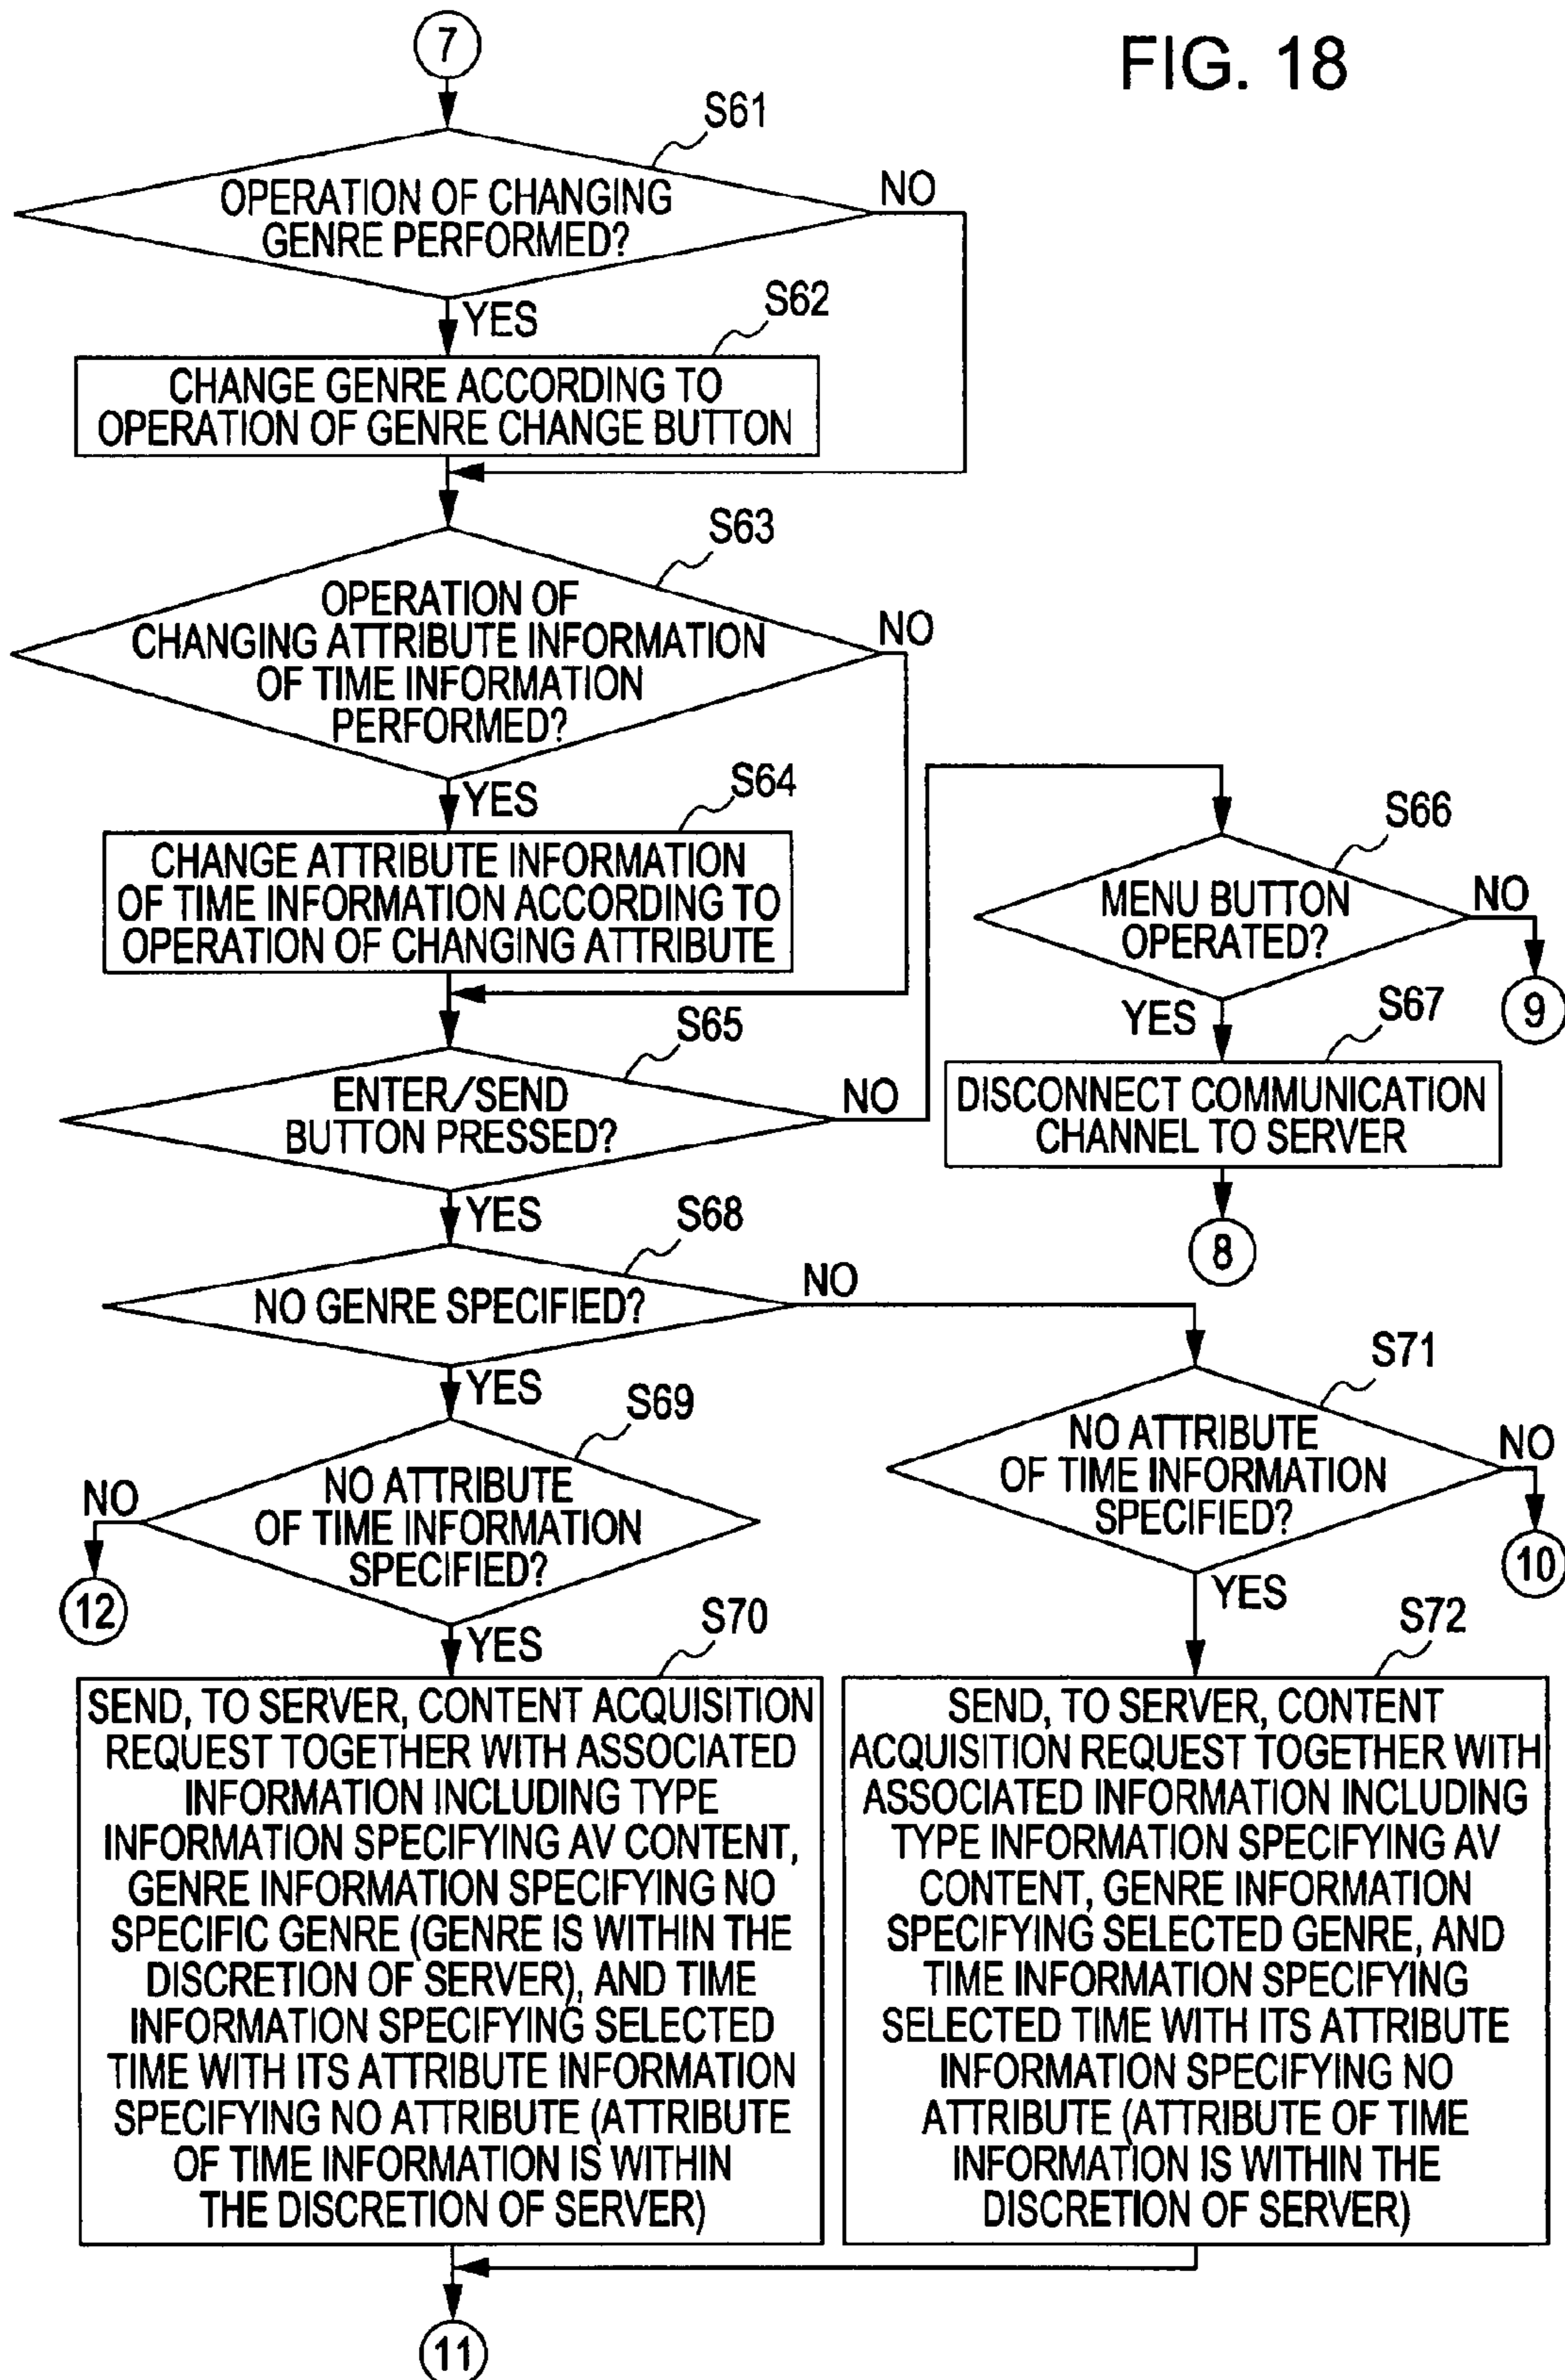 FIG. 18
7
S61
OPERATION OF CHANGING
GENRE PERFORMED?
NO
YES
S62
CHANGE GENRE ACCORDING TO
OPERATION OF GENRE CHANGE BUTTON
S63
OPERATION OF
CHANGING ATTRIBUTE INFORMATION
OF TIME INFORMATION
PERFORMED?
NO
YES
S64
CHANGE ATTRIBUTE INFORMATION
OF TIME INFORMATION ACCORDING TO
OPERATION OF CHANGING ATTRIBUTE
S65
ENTER/SEND
BUTTON PRESSED?
NO
YES
S66
MENU BUTTON
OPERATED?
NO
9
YES
S67
DISCONNECT COMMUNICATION
CHANNEL TO SERVER
8
S68
NO GENRE SPECIFIED?
NO
YES
S69
NO ATTRIBUTE
OF TIME INFORMATION
SPECIFIED?
NO
12
YES
S70
SEND, TO SERVER, CONTENT ACQUISITION
REQUEST TOGETHER WITH ASSOCIATED
INFORMATION INCLUDING TYPE
INFORMATION SPECIFYING AV CONTENT,
GENRE INFORMATION SPECIFYING NO
SPECIFIC GENRE (GENRE IS WITHIN THE
DISCRETION OF SERVER), AND TIME
INFORMATION SPECIFYING SELECTED
TIME WITH ITS ATTRIBUTE INFORMATION
SPECIFYING NO ATTRIBUTE (ATTRIBUTE
OF TIME INFORMATION IS WITHIN
THE DISCRETION OF SERVER)
S71
NO ATTRIBUTE
OF TIME INFORMATION
SPECIFIED?
NO
10
YES
S72
SEND, TO SERVER, CONTENT
ACQUISITION REQUEST TOGETHER WITH
ASSOCIATED INFORMATION INCLUDING
TYPE INFORMATION SPECIFYING AV
CONTENT, GENRE INFORMATION
SPECIFYING SELECTED GENRE, AND
TIME INFORMATION SPECIFYING
SELECTED TIME WITH ITS ATTRIBUTE
INFORMATION SPECIFYING NO
ATTRIBUTE (ATTRIBUTE OF TIME
INFORMATION IS WITHIN THE
DISCRETION OF SERVER)
11